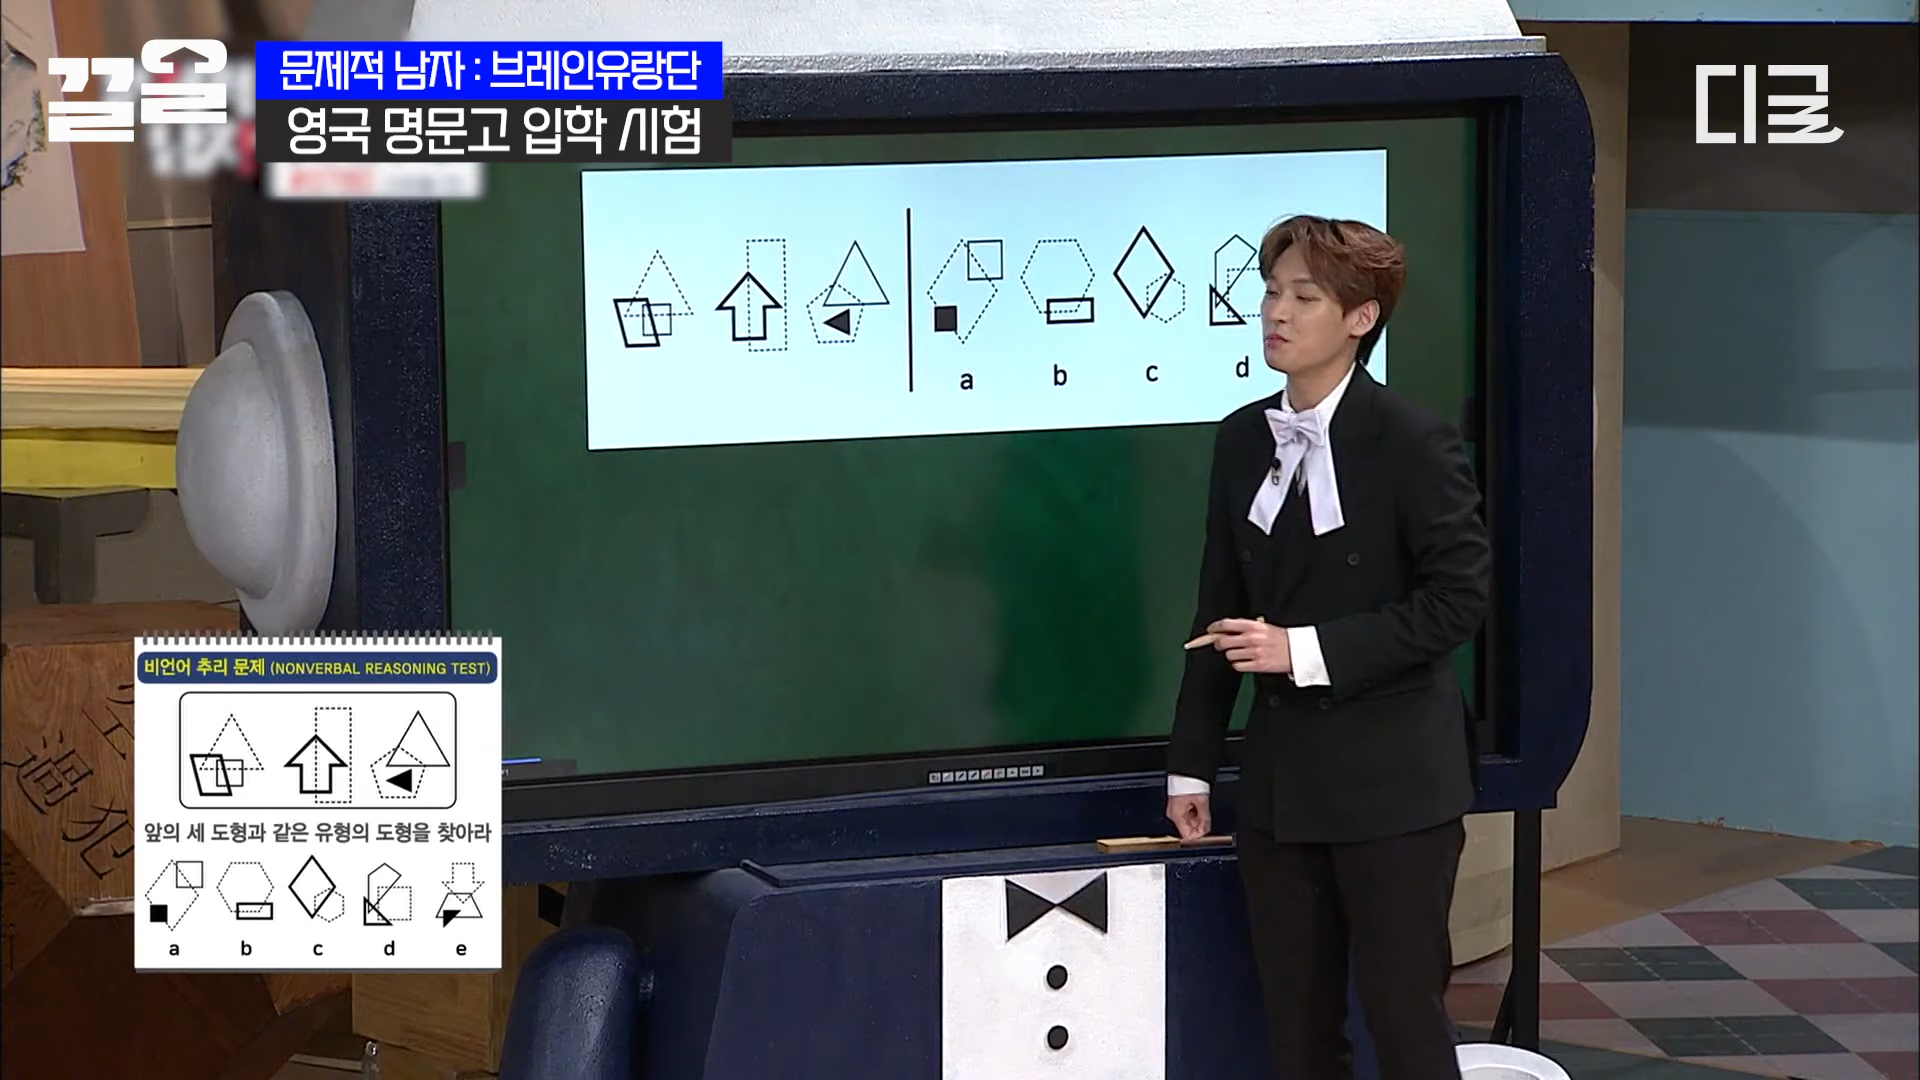 끌올
문제적 남자 : 브레인유랑단
영국 명문고 입학 시험
디글
a b c d
비언어 추리 문제 (NONVERBAL REASONING TEST)
앞의 세 도형과 같은 유형의 도형을 찾아라
a b c d e
過犯